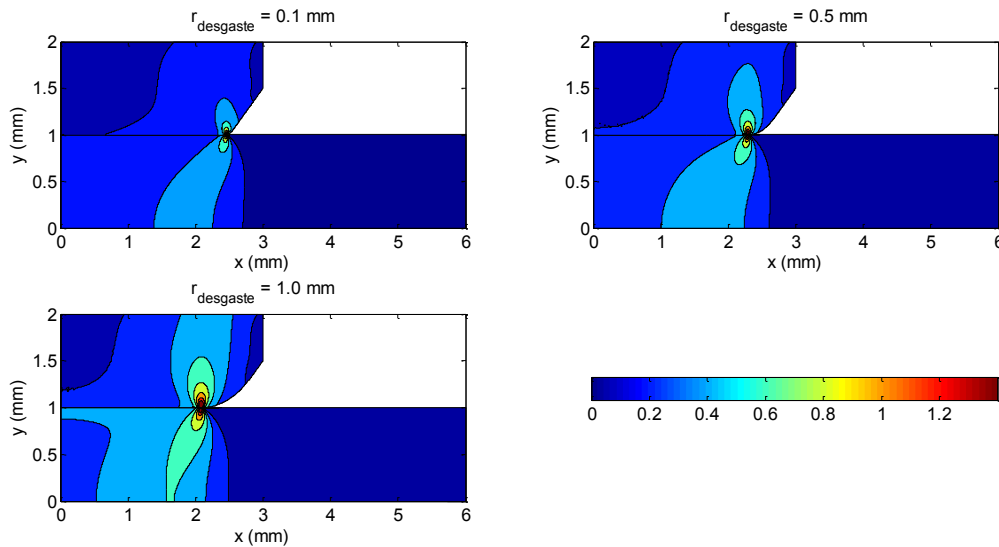 r_desgaste = 0.1 mm
2
1.5
1
0.5
0
y (mm)
0 1 2 3 4 5 6
x (mm)
r_desgaste = 0.5 mm
2
1.5
1
0.5
0
y (mm)
0 1 2 3 4 5 6
x (mm)
r_desgaste = 1.0 mm
2
1.5
1
0.5
0
y (mm)
0 1 2 3 4 5 6
x (mm)
0 0.2 0.4 0.6 0.8 1 1.2